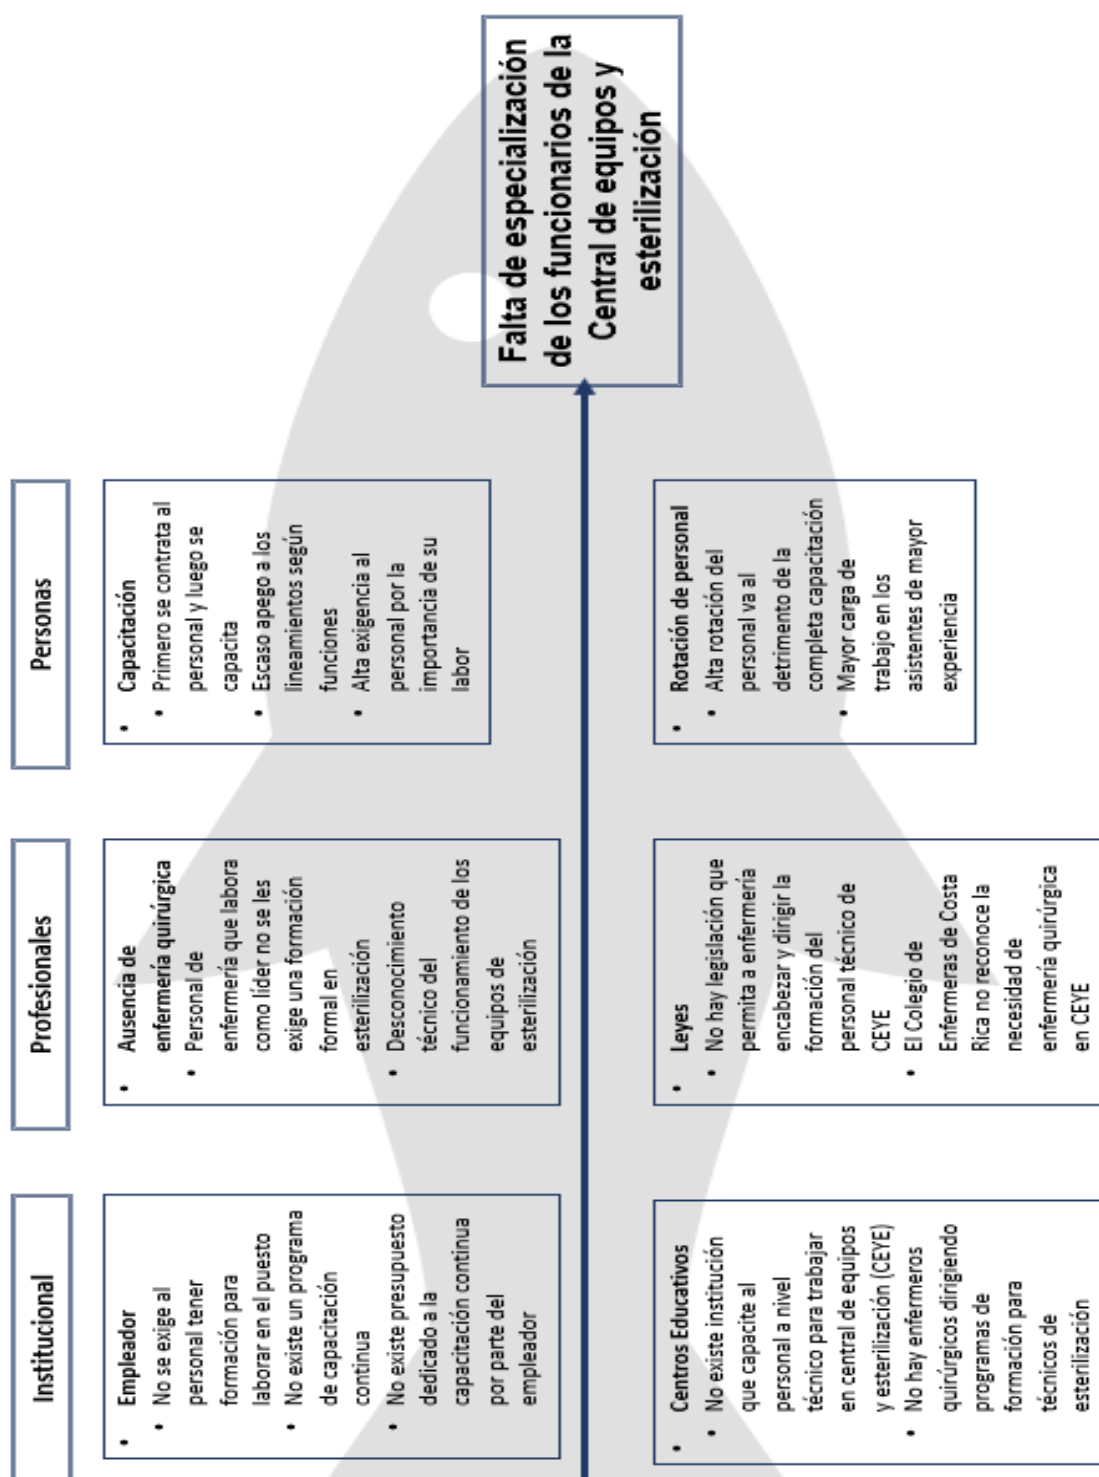 Institucional
Profesionales
Personas
• Empleador
• No se exige al
personal tener
formación para
laborar en el puesto
• No existe un programa
de capacitación
continua
• No existe presupuesto
dedicado a la
capacitación continua
por parte del
empleador
• Ausencia de
enfermería quirúrgica
• Personal de
enfermería que labora
como líder no se les
exige una formación
formal en
esterilización
• Desconocimiento
técnico del
funcionamiento de los
equipos de
esterilización
• Capacitación
• Primero se contrata al
personal y luego se
capacita
• Escaso apego a los
lineamientos según
funciones
• Alta exigencia al
personal por la
importancia de su
labor
Falta de especialización
de los funcionarios de la
Central de equipos y
esterilización
• Centros Educativos
• No existe institución
que capacite al
personal a nivel
técnico para trabajar
en central de equipos
y esterilización (CEYE)
• No hay enfermeros
quirúrgicos dirigiendo
programas de
formación para
técnicos de
esterilización
• Leyes
• No hay legislación que
permita a enfermería
encabezar y dirigir la
formación del
personal técnico de
CEYE
• El Colegio de
Enfermeras de Costa
Rica no reconoce la
necesidad de
enfermería quirúrgica
en CEYE
• Rotación de personal
• Alta rotación del
personal va al
detrimento de la
completa capacitación
• Mayor carga de
trabajo en los
asistentes de mayor
experiencia